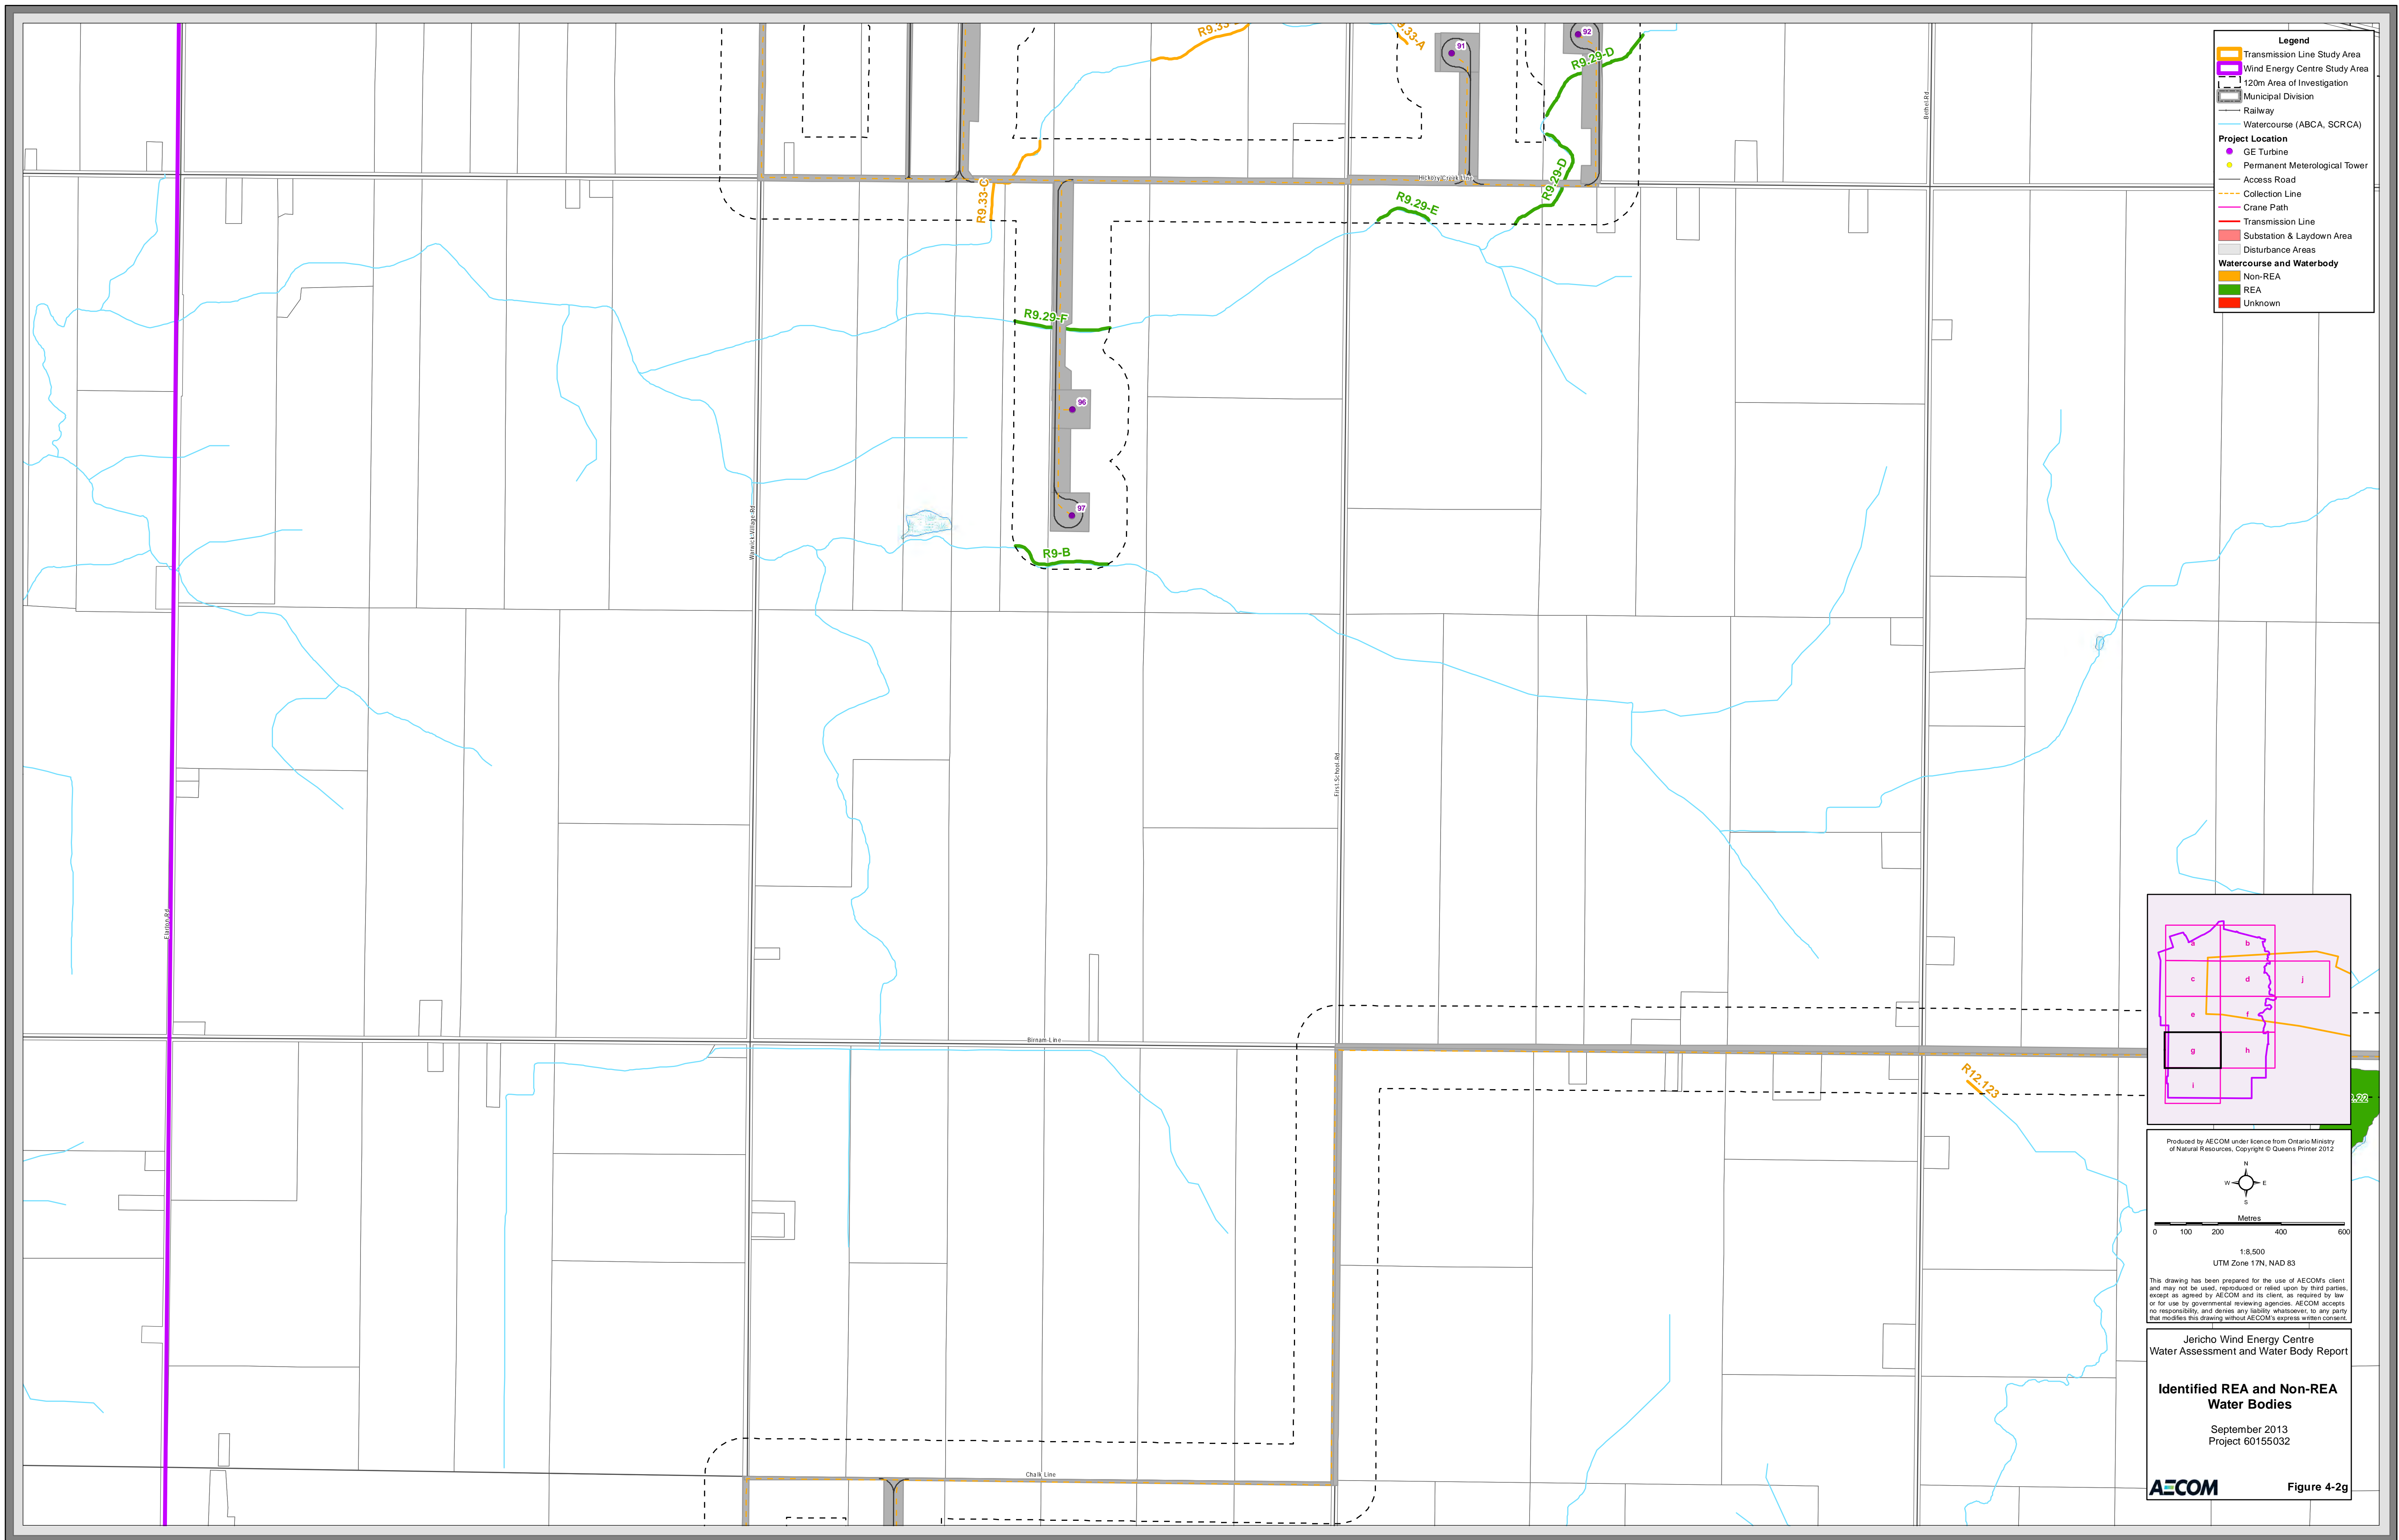 R9.33-
.33-A
91
92
R9.29-D
R9.29-D
R9.33-C
R9.29-E
Hickory Creek Line
Bethel Rd
R9.29-F
96
97
R9-B
Warwick Village Rd
First School Rd
Elarton Rd
Birnam Line
R12.123
.22
Chalk Line
Legend
Transmission Line Study Area
Wind Energy Centre Study Area
120m Area of Investigation
Municipal Division
Railway
Watercourse (ABCA, SCRCA)
Project Location
GE Turbine
Permanent Meterological Tower
Access Road
Collection Line
Crane Path
Transmission Line
Substation & Laydown Area
Disturbance Areas
Watercourse and Waterbody
Non-REA
REA
Unknown
a
b
c
d
j
e
f
g
h
i
Produced by AECOM under licence from Ontario Ministry
of Natural Resources, Copyright © Queens Printer 2012
N
W
E
S
Metres
0 100 200 400 600
1:8,500
UTM Zone 17N, NAD 83
This drawing has been prepared for the use of AECOM's client
and may not be used, reproduced or relied upon by third parties,
except as agreed by AECOM and its client, as required by law
or for use by governmental reviewing agencies. AECOM accepts
no responsibility, and denies any liability whatsoever, to any party
that modifies this drawing without AECOM's express written consent.
Jericho Wind Energy Centre
Water Assessment and Water Body Report
Identified REA and Non-REA
Water Bodies
September 2013
Project 60155032
AECOM
Figure 4-2g